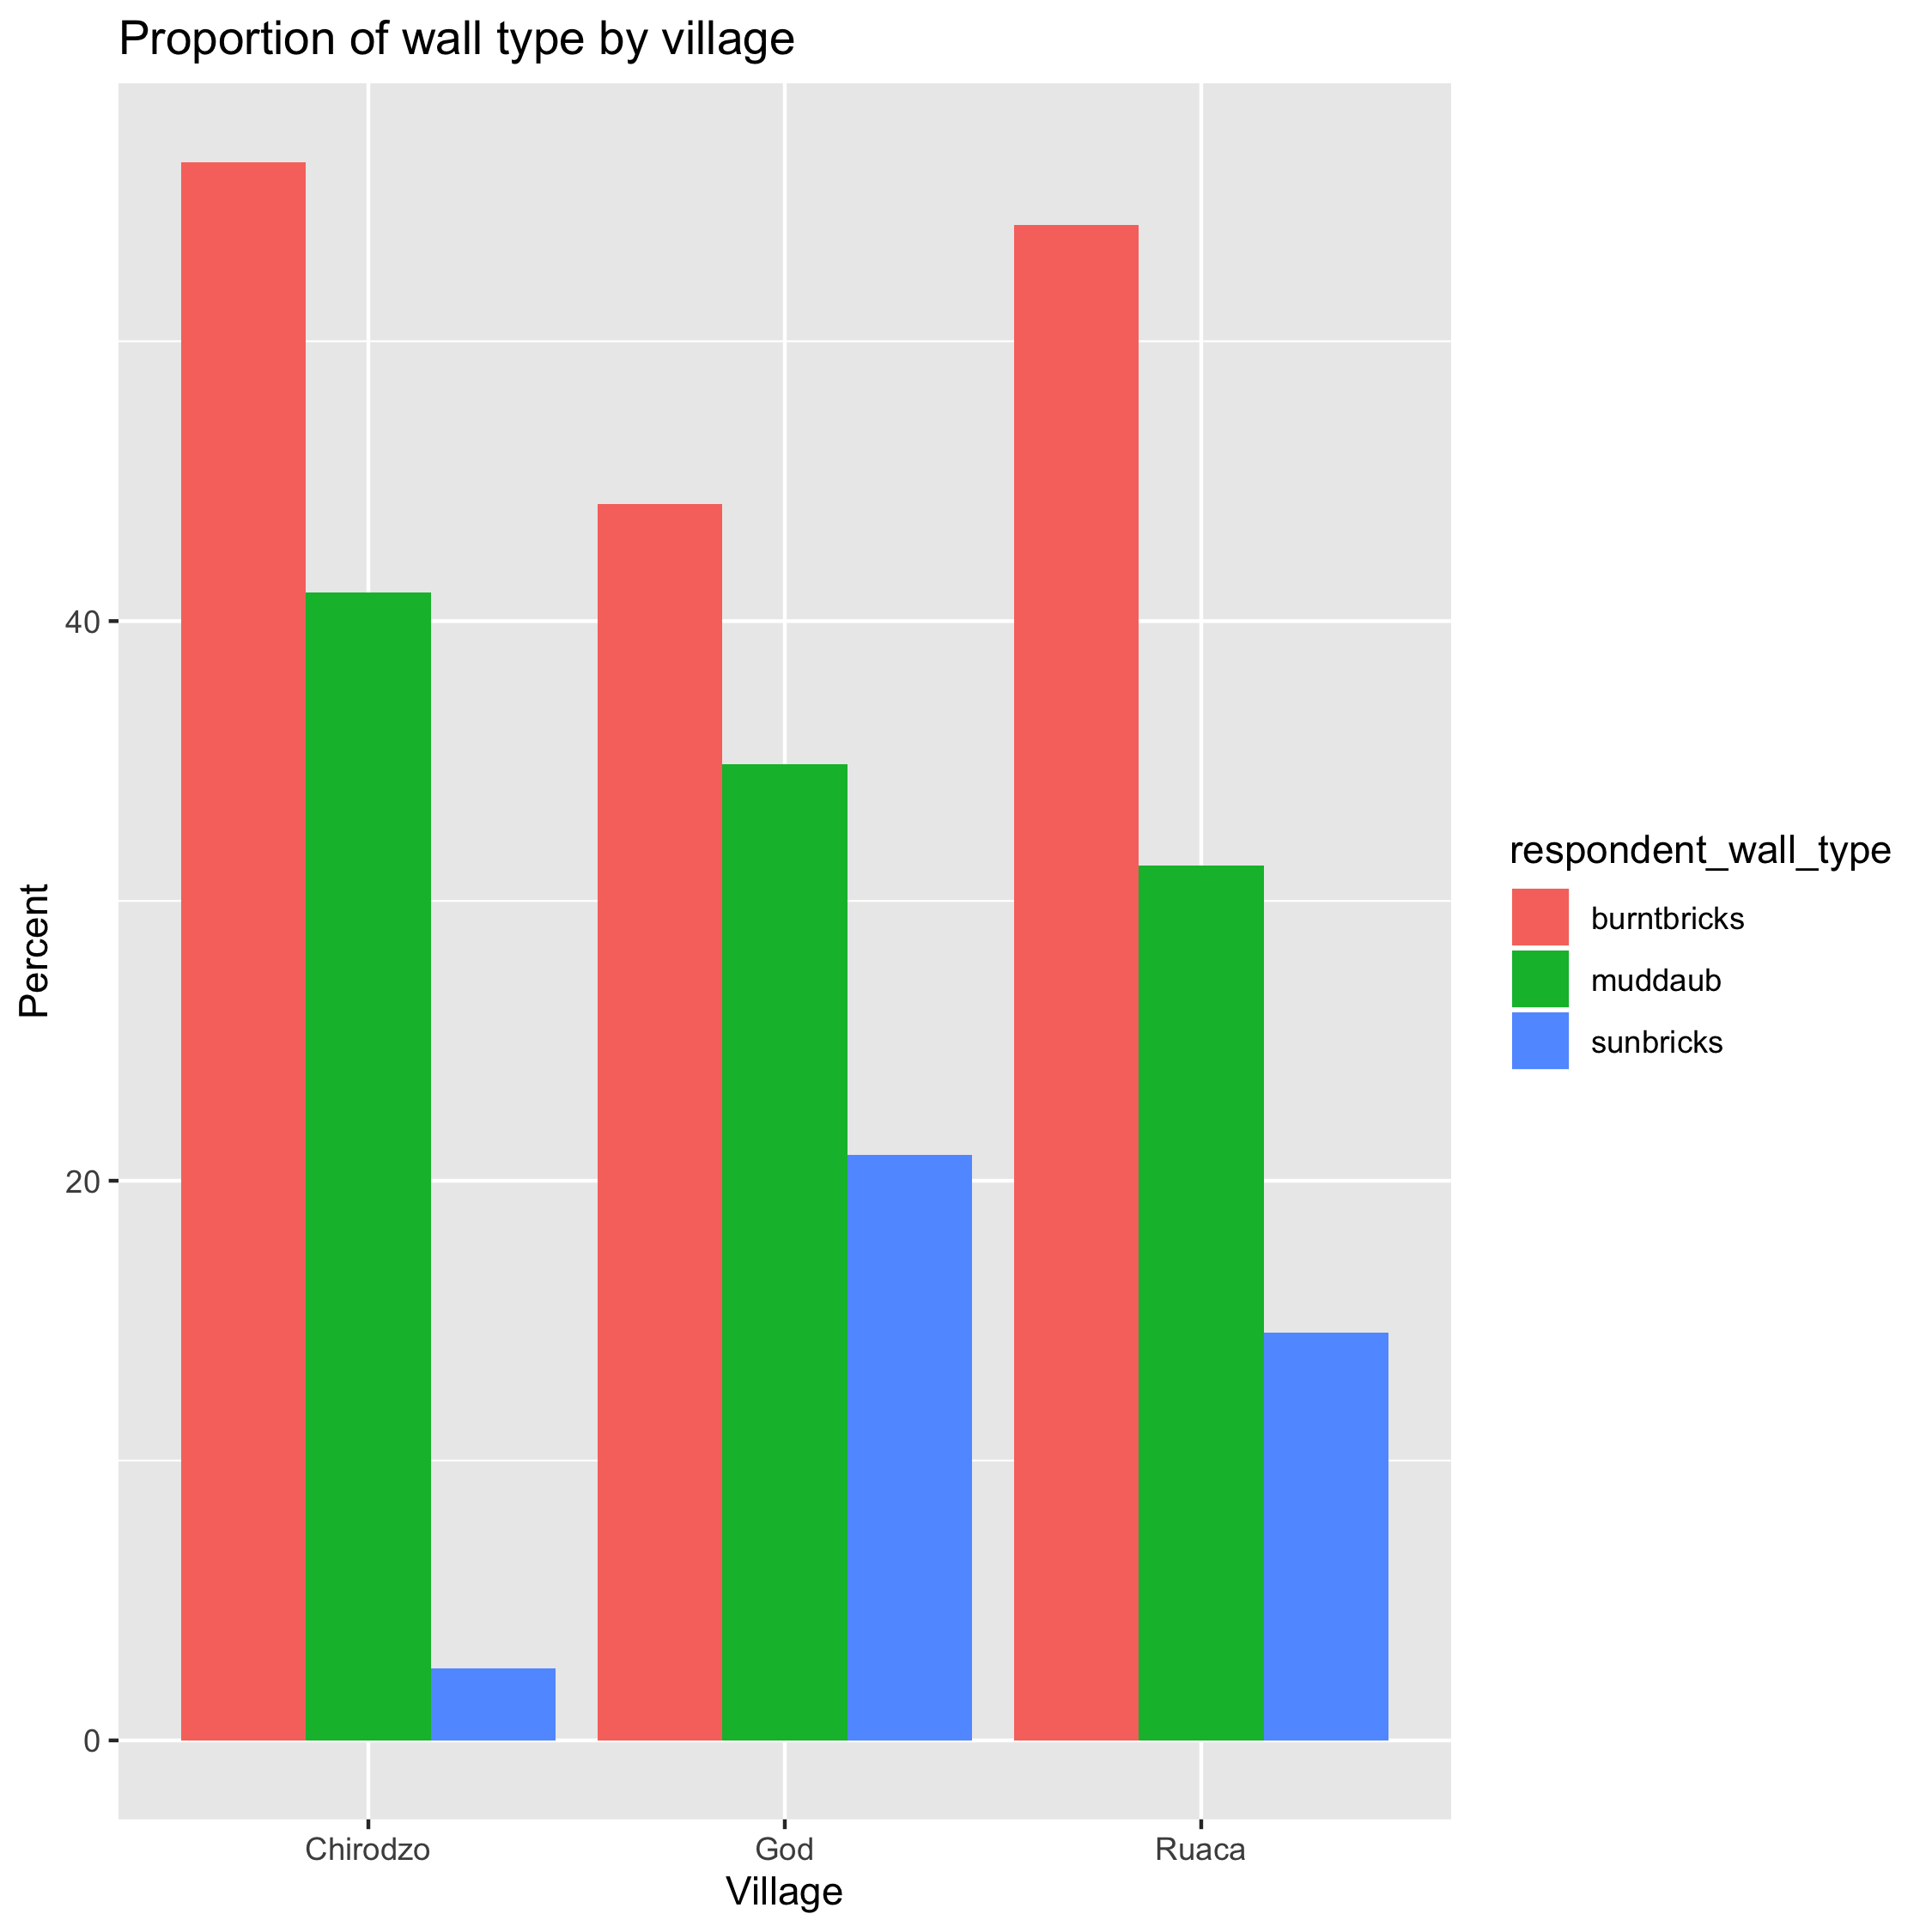 Proportion of wall type by village
Percent
40
20
0
Chirodzo
God
Ruaca
Village
respondent_wall_type
burntbricks
muddaub
sunbricks